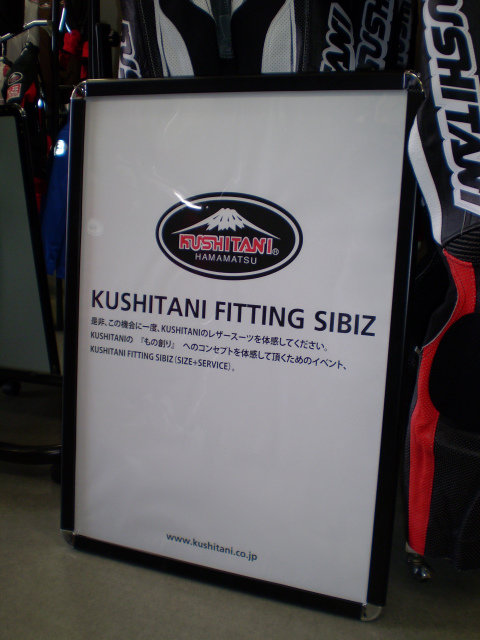 KUSHITANI
KUSHITANI
KUSHITANI®
HAMAMATSU
KUSHITANI FITTING SIBIZ
是非、この機会に一度、KUSHITANIのレザースーツを体感してください。
KUSHITANIの 『もの創り』 へのコンセプトを体感して頂くためのイベント、
KUSHITANI FITTING SIBIZ（SIZE+SERVICE）。
www.kushitani.co.jp